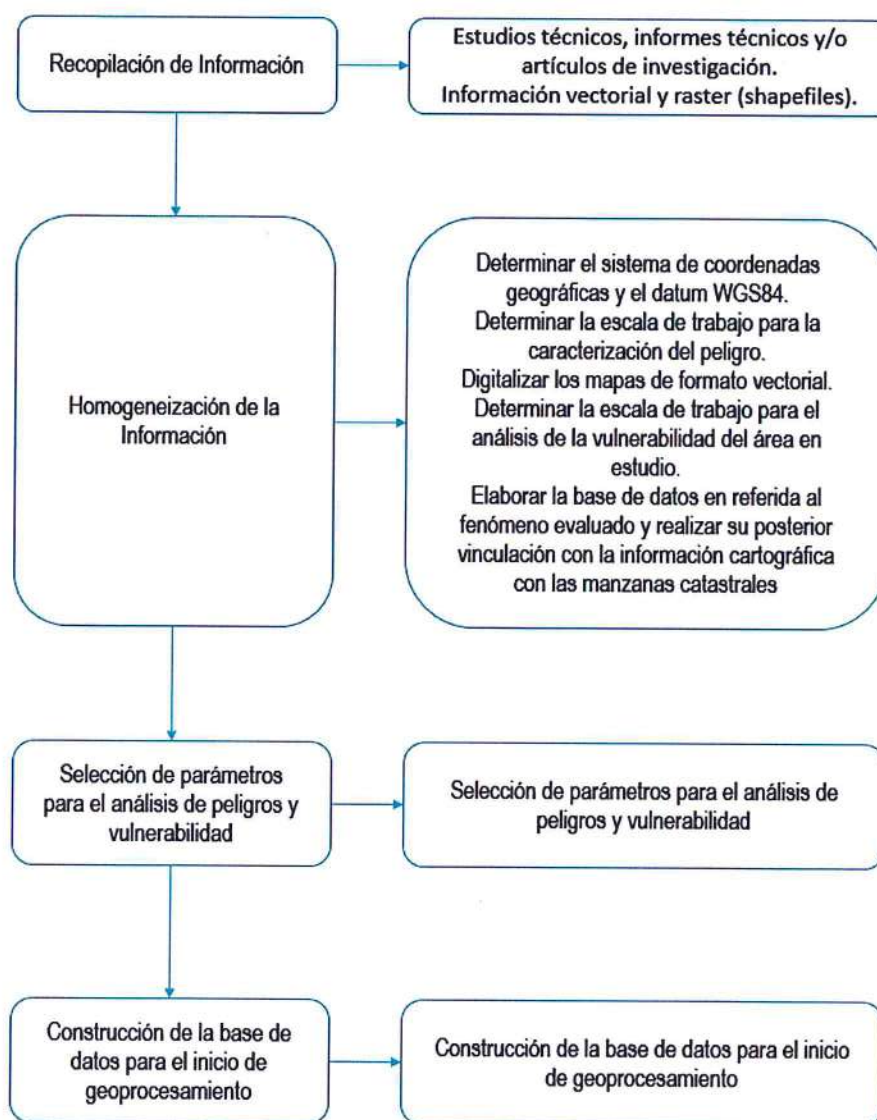 Recopilación de Información
Estudios técnicos, informes técnicos y/o
artículos de investigación.
Información vectorial y raster (shapefiles).
Homogeneización de la
Información
Determinar el sistema de coordenadas
geográficas y el datum WGS84.
Determinar la escala de trabajo para la
caracterización del peligro.
Digitalizar los mapas de formato vectorial.
Determinar la escala de trabajo para el
análisis de la vulnerabilidad del área en
estudio.
Elaborar la base de datos en referida al
fenómeno evaluado y realizar su posterior
vinculación con la información cartográfica
con las manzanas catastrales
Selección de parámetros
para el análisis de peligros y
vulnerabilidad
Selección de parámetros para el análisis de
peligros y vulnerabilidad
Construcción de la base de
datos para el inicio de
geoprocesamiento
Construcción de la base de datos para el inicio
de geoprocesamiento